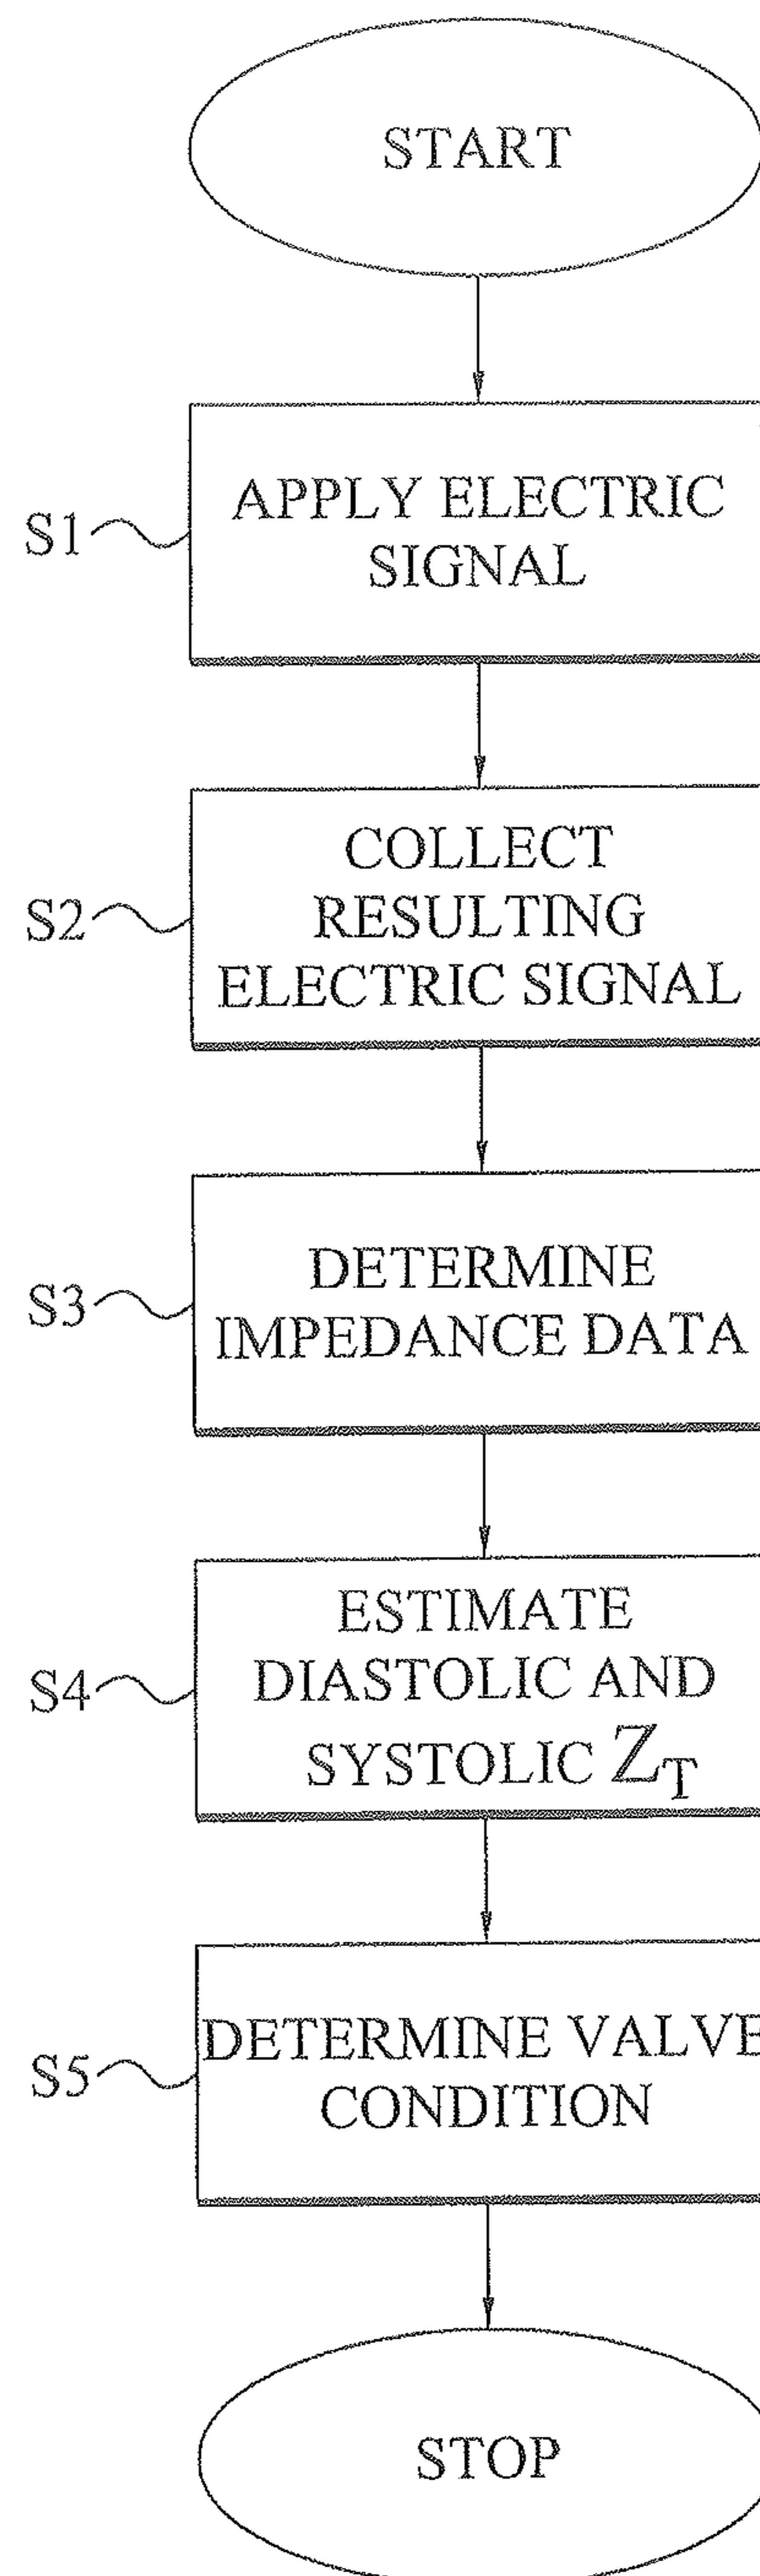 START
S1
APPLY ELECTRIC
SIGNAL
S2
COLLECT
RESULTING
ELECTRIC SIGNAL
S3
DETERMINE
IMPEDANCE DATA
S4
ESTIMATE
DIASTOLIC AND
SYSTOLIC Z_T
S5
DETERMINE VALVE
CONDITION
STOP